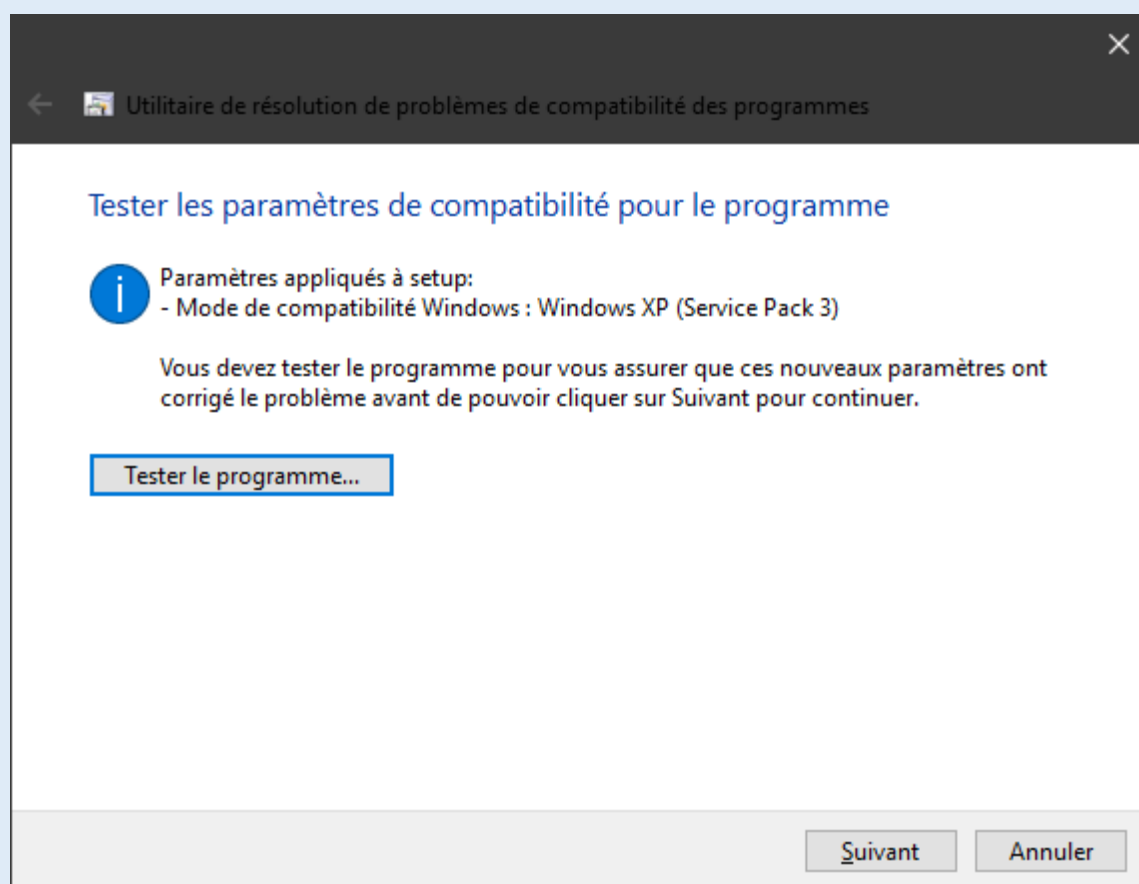 Utilitaire de résolution de problèmes de compatibilité des programmes
Tester les paramètres de compatibilité pour le programme
Paramètres appliqués à setup:
- Mode de compatibilité Windows : Windows XP (Service Pack 3)
Vous devez tester le programme pour vous assurer que ces nouveaux paramètres ont
corrigé le problème avant de pouvoir cliquer sur Suivant pour continuer.
Tester le programme...
Suivant
Annuler